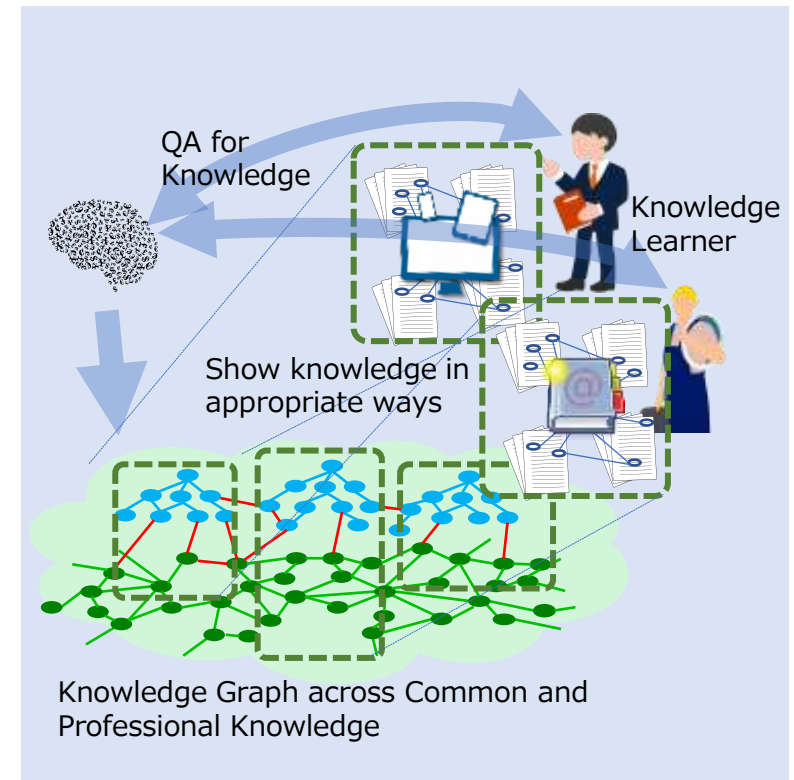 QA for
Knowledge
Knowledge
Learner
Show knowledge in
appropriate ways
@
Knowledge Graph across Common and
Professional Knowledge